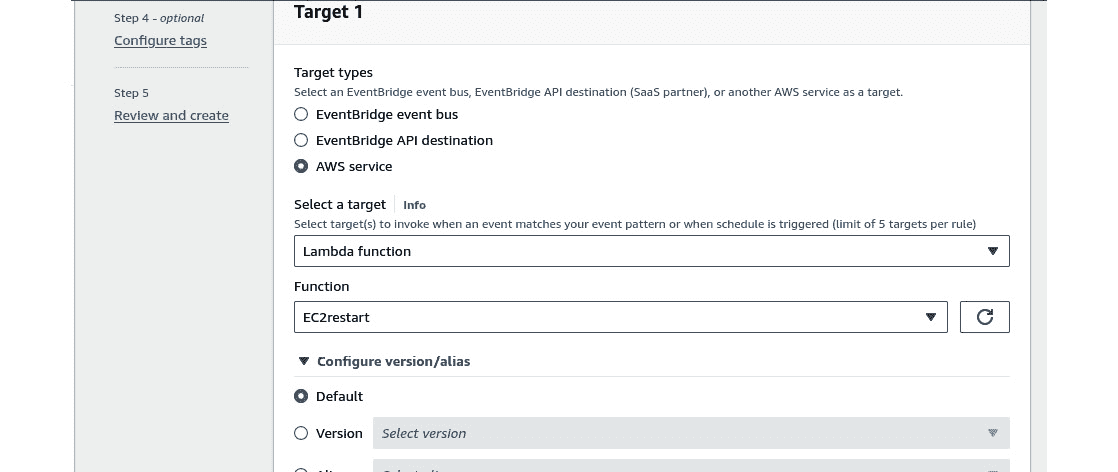 Target 1
Step 4 - optional
Configure tags
Step 5
Review and create
Target types
Select an EventBridge event bus, EventBridge API destination (SaaS partner), or another AWS service as a target.
EventBridge event bus
EventBridge API destination
AWS service
Select a target Info
Select target(s) to invoke when an event matches your event pattern or when schedule is triggered (limit of 5 targets per rule)
Lambda function
Function
EC2restart
Configure version/alias
Default
Version Select version